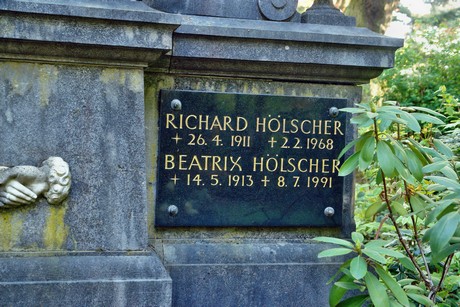 RICHARD HÖLSCHER
+ 26. 4. 1911 + 2. 2. 1968
BEATRIX HÖLSCHER
+ 14. 5. 1913 + 8. 7. 1991